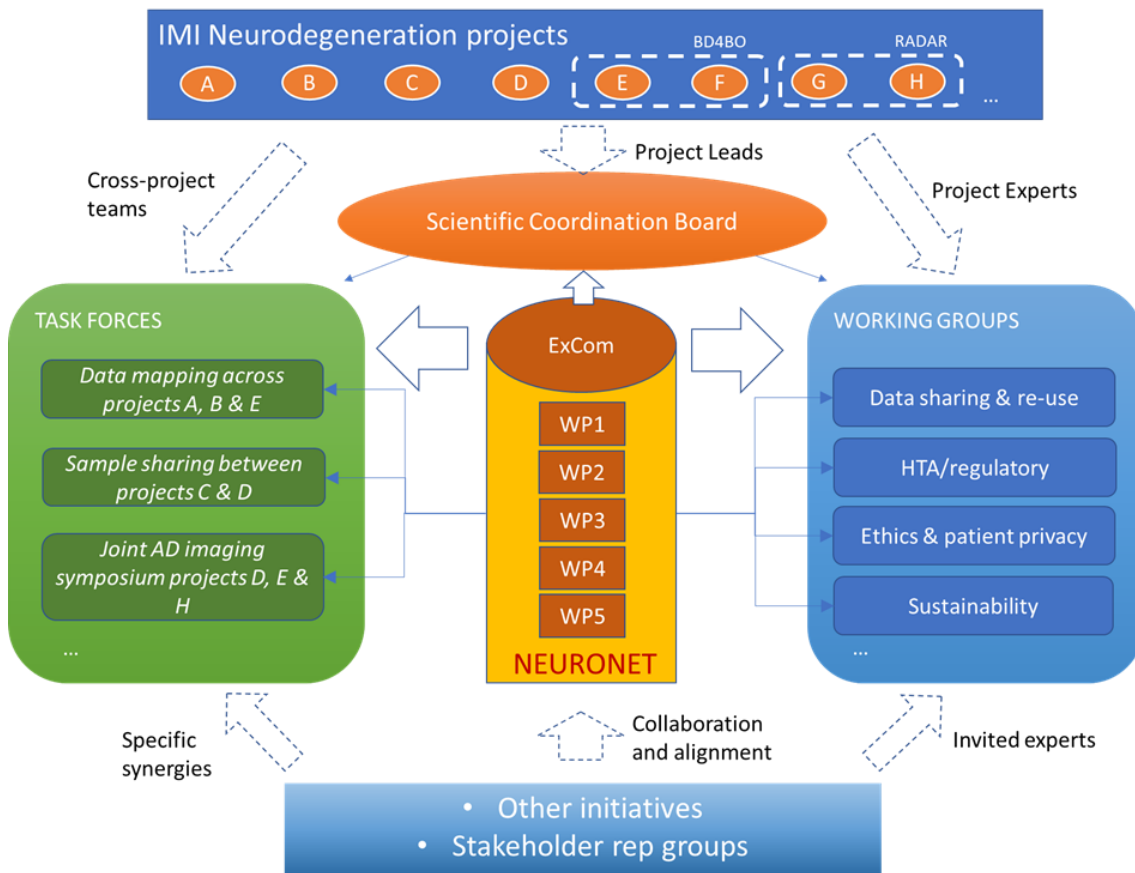 IMI Neurodegeneration projects
BD4BO
RADAR
A
B
C
D
E
F
G
H
...
Cross-project
teams
Project Leads
Project Experts
Scientific Coordination Board
TASK FORCES
Data mapping across
projects A, B & E
Sample sharing between
projects C & D
Joint AD imaging
symposium projects D, E &
H
...
ExCom
WP1
WP2
WP3
WP4
WP5
NEURONET
WORKING GROUPS
Data sharing & re-use
HTA/regulatory
Ethics & patient privacy
Sustainability
...
Specific
synergies
Collaboration
and alignment
Invited experts
• Other initiatives
• Stakeholder rep groups